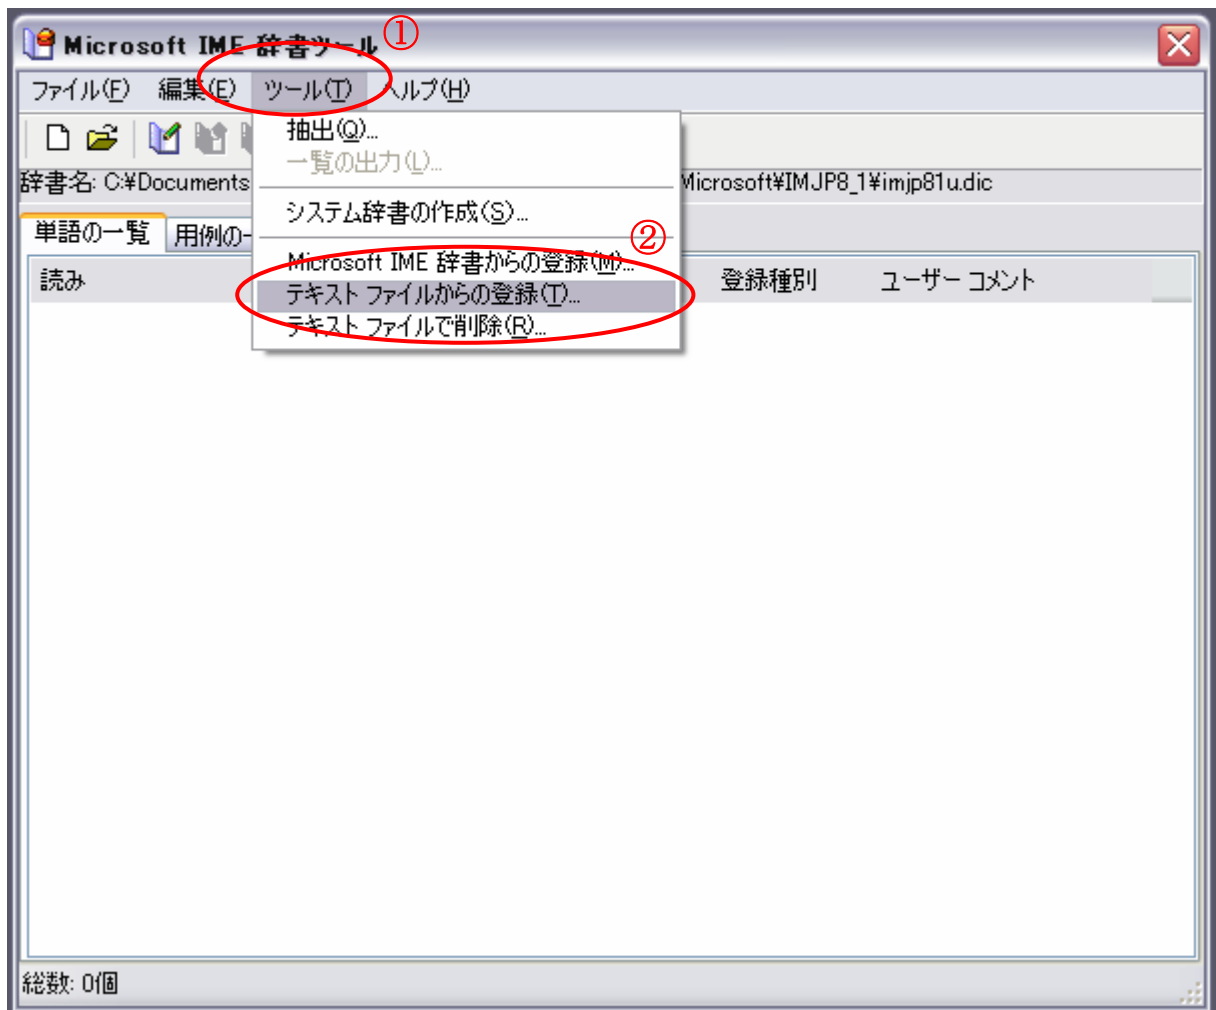 Microsoft IME 辞書ツール ①
ファイル(F) 編集(E) ツール(T) ヘルプ(H)
抽出(Q)...
一覧の出力(L)...
辞書名: C:¥Documents Microsoft¥IMJP8_1¥imjp81u.dic
システム辞書の作成(S)...
単語の一覧 用例の
②
Microsoft IME 辞書からの登録(M)...
読み 登録種別 ユーザー コメント
テキスト ファイルからの登録(T)...
テキスト ファイルで削除(R)...
総数: 0個